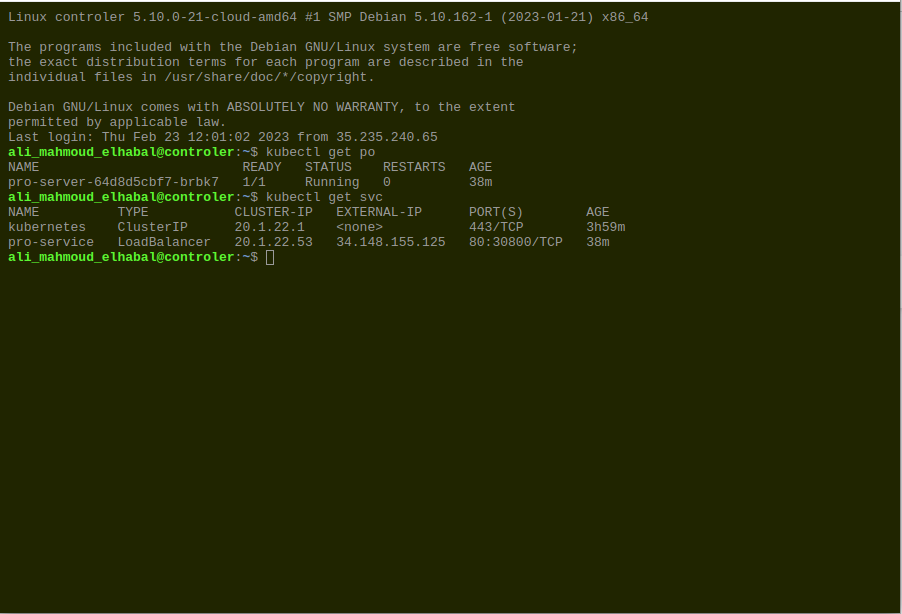 Linux controler 5.10.0-21-cloud-amd64 #1 SMP Debian 5.10.162-1 (2023-01-21) x86_64
The programs included with the Debian GNU/Linux system are free software;
the exact distribution terms for each program are described in the
individual files in /usr/share/doc/*/copyright.
Debian GNU/Linux comes with ABSOLUTELY NO WARRANTY, to the extent
permitted by applicable law.
Last login: Thu Feb 23 12:01:02 2023 from 35.235.240.65
ali_mahmoud_elhabal@controler:~$ kubectl get po
NAME                          READY   STATUS    RESTARTS   AGE
pro-server-64d8d5cbf7-brbk7   1/1     Running   0          38m
ali_mahmoud_elhabal@controler:~$ kubectl get svc
NAME          TYPE           CLUSTER-IP   EXTERNAL-IP      PORT(S)        AGE
kubernetes    ClusterIP      20.1.22.1    <none>           443/TCP        3h59m
pro-service   LoadBalancer   20.1.22.53   34.148.155.125   80:30800/TCP   38m
ali_mahmoud_elhabal@controler:~$